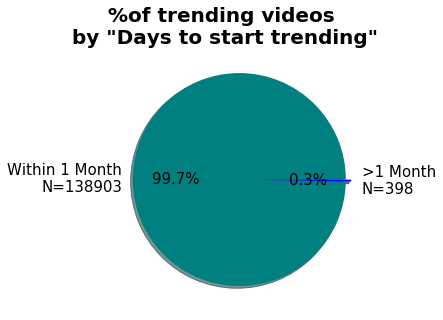 %of trending videos
by "Days to start trending"
Within 1 Month
N=138903
99.7%
0.3%
>1 Month
N=398